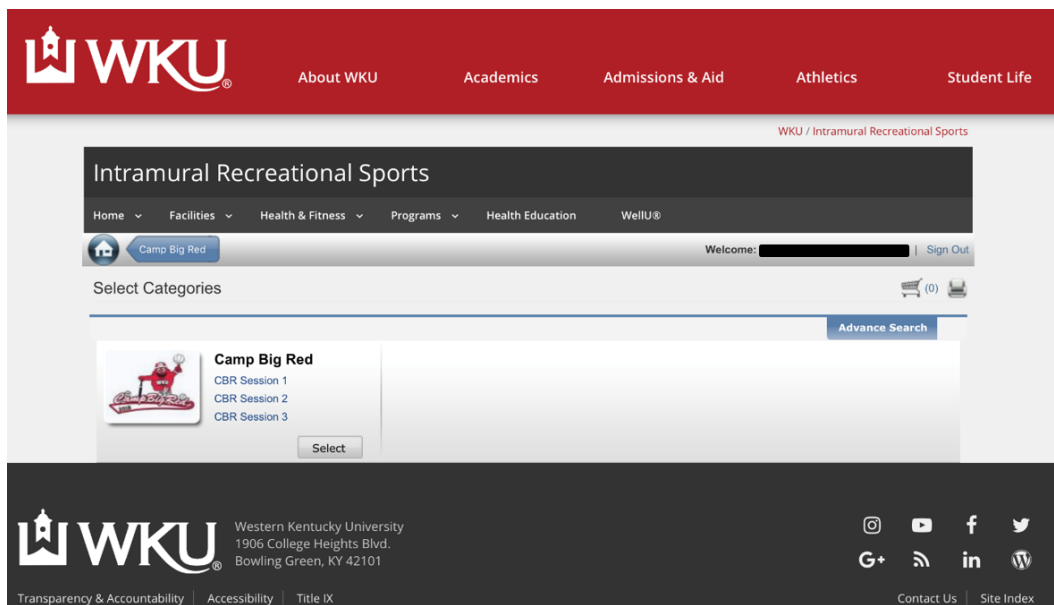 WKU®
About WKU Academics Admissions & Aid Athletics Student Life
WKU / Intramural Recreational Sports
Intramural Recreational Sports
Home Facilities Health & Fitness Programs Health Education WellU®
Camp Big Red
Welcome: | Sign Out
Select Categories
(0)
Advance Search
Camp Big Red
CBR Session 1
CBR Session 2
CBR Session 3
Select
WKU®
Western Kentucky University
1906 College Heights Blvd.
Bowling Green, KY 42101
Transparency & Accountability | Accessibility | Title IX
Contact Us | Site Index